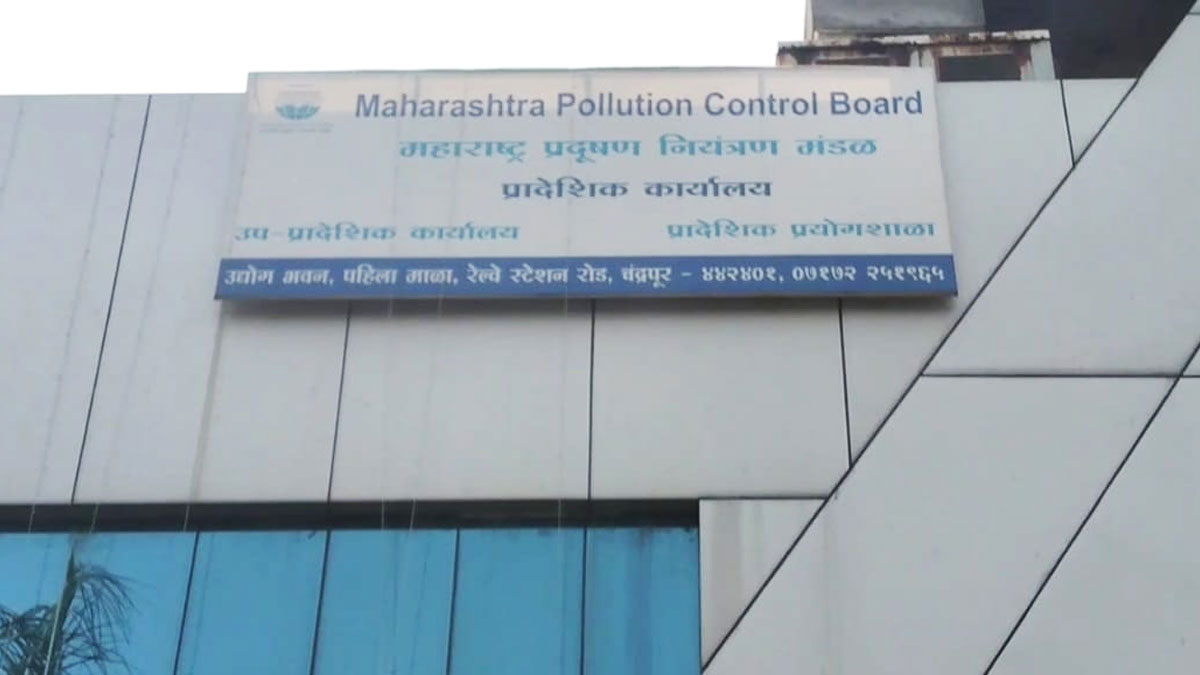 Maharashtra Pollution Control Board
महाराष्ट्र प्रदूषण नियंत्रण मंडळ
प्रादेशिक कार्यालय
उप-प्रादेशिक कार्यालय प्रादेशिक प्रयोगशाळा
उद्योग भवन, पहिला माळा, रेल्वे स्टेशन रोड, चंद्रपूर - ४४२४०१, ०७१७२ २५१९६५